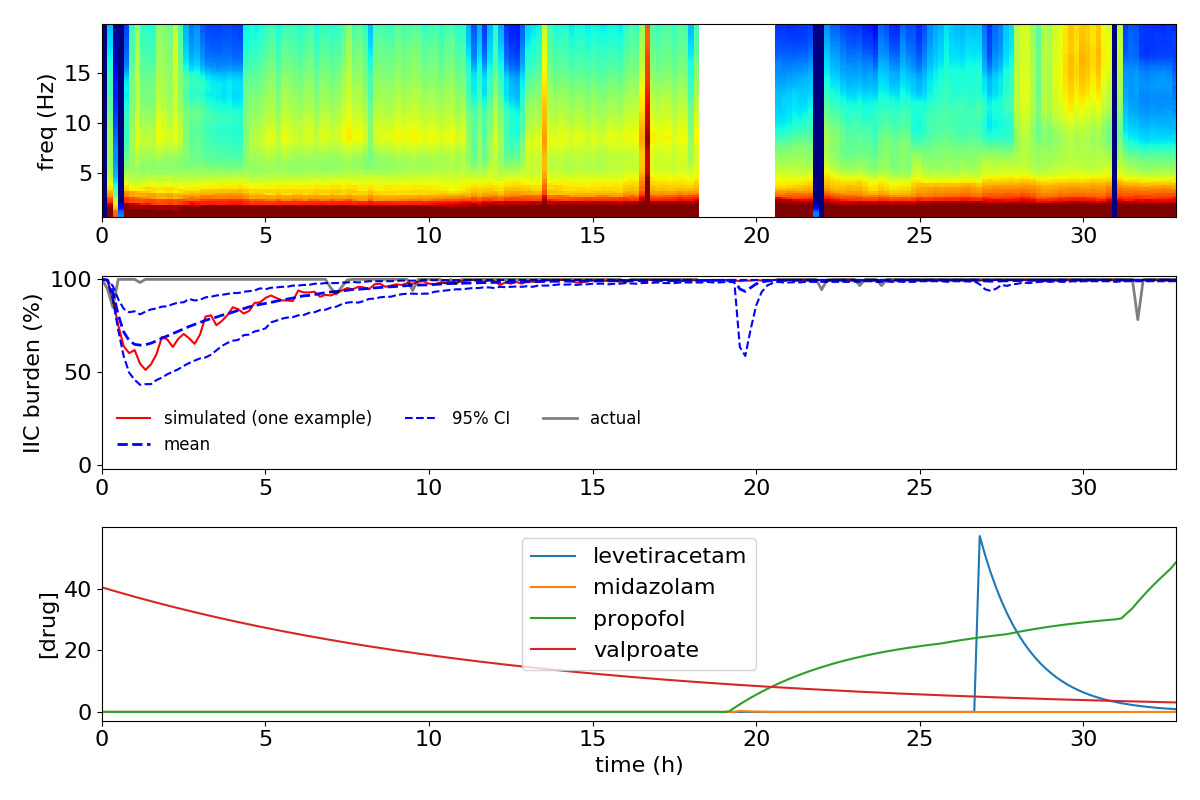 freq (Hz)
15
10
5
0 5 10 15 20 25 30
IIC burden (%)
100
50
0
simulated (one example) 95% CI actual
mean
0 5 10 15 20 25 30
[drug]
40
20
0
levetiracetam
midazolam
propofol
valproate
0 5 10 15 20 25 30
time (h)